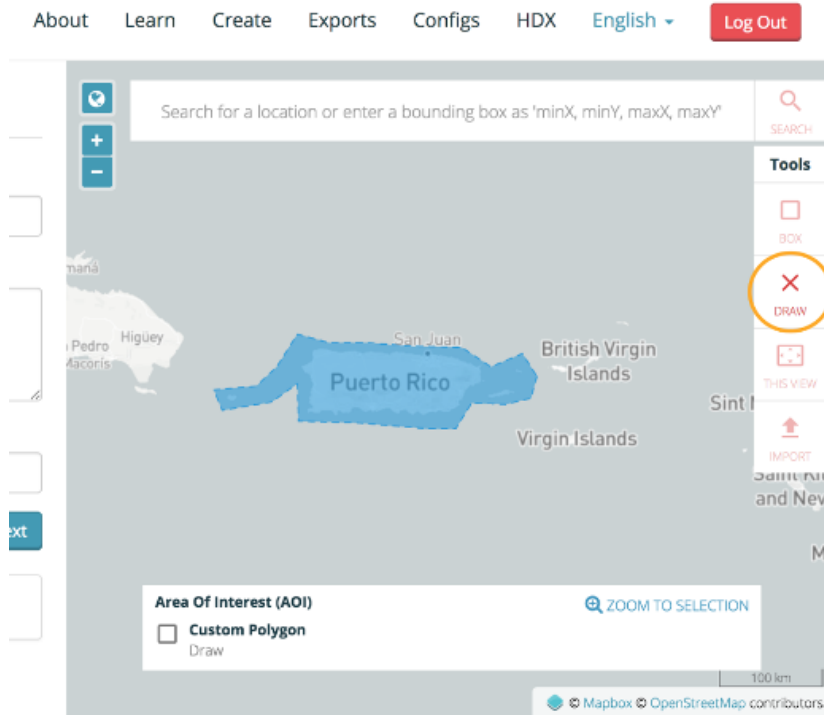 About Learn Create Exports Configs HDX English Log Out
Search for a location or enter a bounding box as 'minX, minY, maxX, maxY'
SEARCH
Tools
BOX
DRAW
THIS VIEW
IMPORT
maná
Higüey
Pedro
Macorís
San Juan
Puerto Rico
British Virgin
Islands
Virgin Islands
Sint
Saint Ki
and Nev
M
ext
Area Of Interest (AOI)
ZOOM TO SELECTION
Custom Polygon
Draw
100 km
© Mapbox © OpenStreetMap contributors